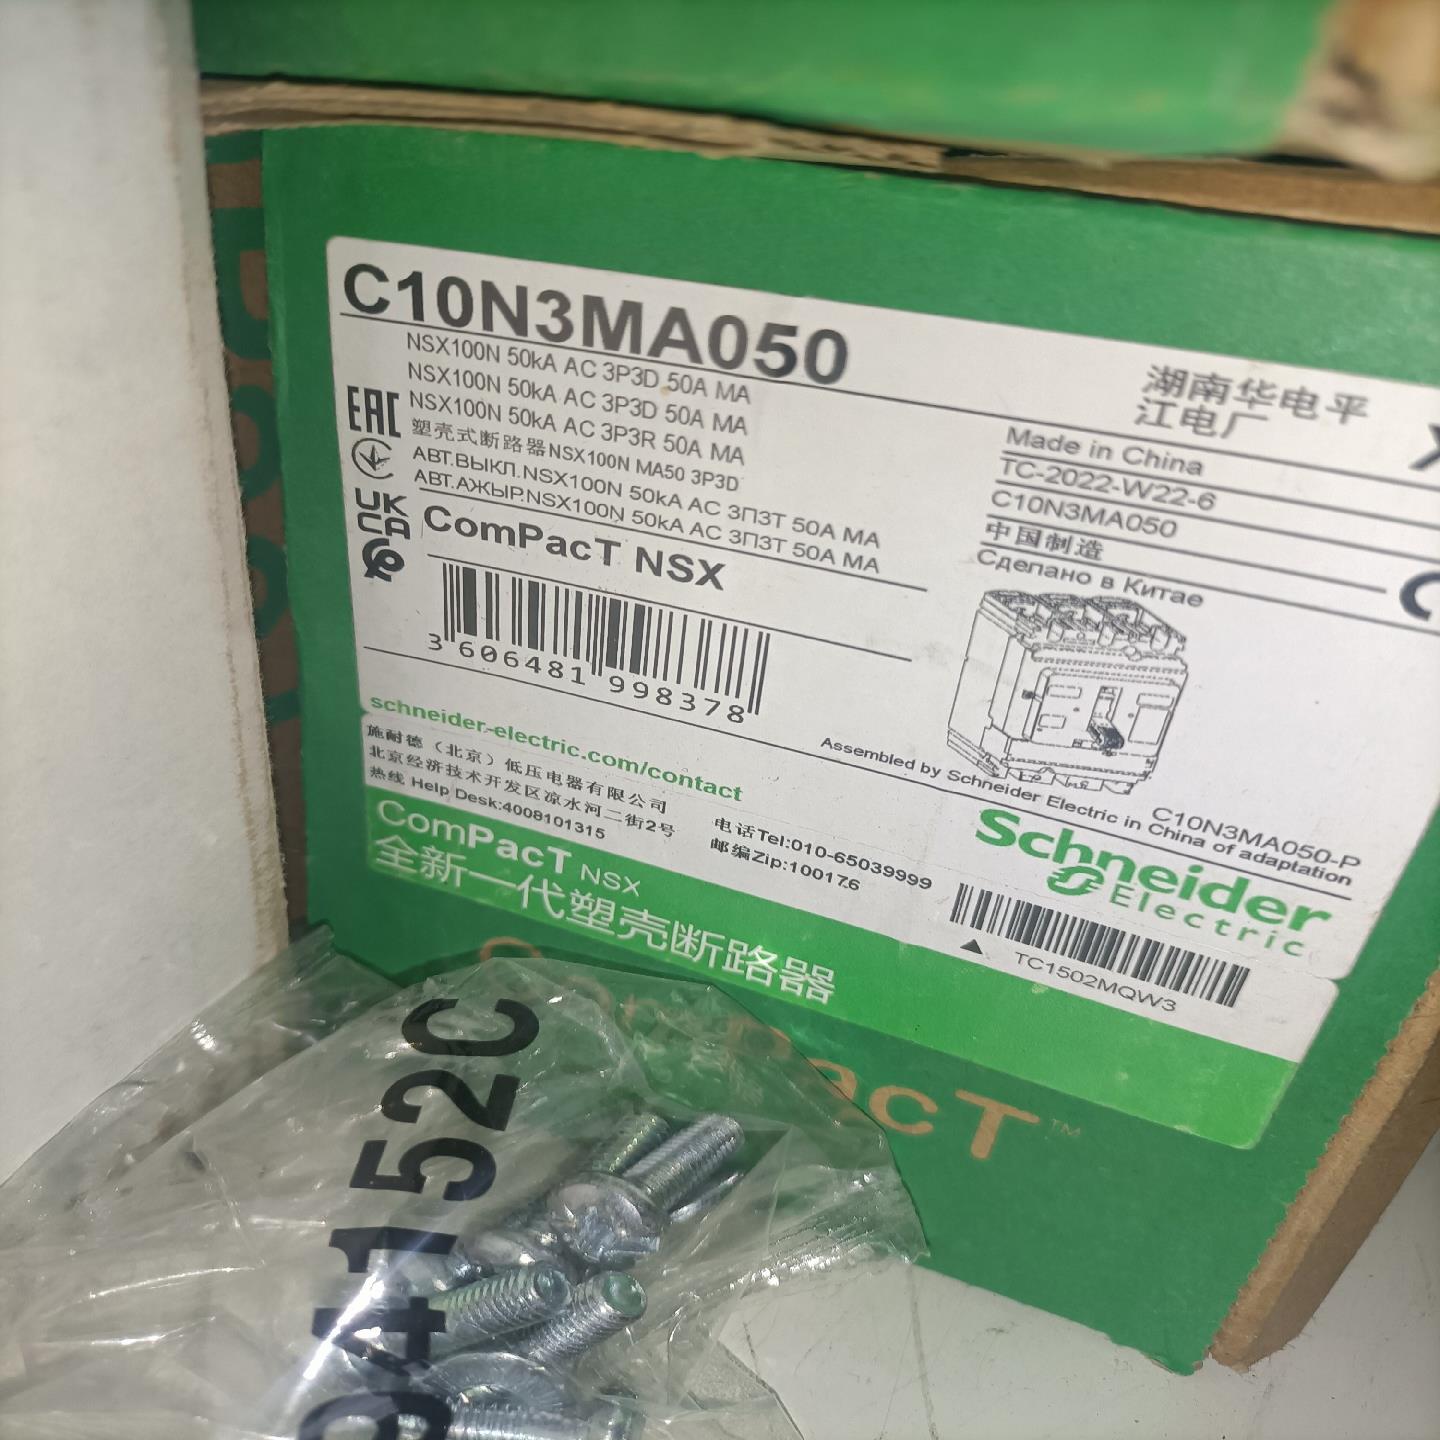 C10N3MA050
NSX100N 50kA AC 3P3D 50A MA
NSX100N 50kA AC 3P3D 50A MA
NSX100N 50kA AC 3P3R 50A MA
塑壳式断路器NSX100N MA50 3P3D
АВТ.ВЫКЛ.NSX100N 50kA AC 3П3Т 50A MA
АВТ.АЖЫР.NSX100N 50kA AC 3П3Т 50A MA
EAC
UK
CA
ComPacT NSX
3 606481 998378
湖南华电平
江电厂
Made in China
TC-2022-W22-6
C10N3MA050
中国制造
Сделано в Китае
C10N3MA050-P
Assembled by Schneider Electric in China of adaptation
schneider-electric.com/contact
施耐德（北京）低压电器有限公司
北京经济技术开发区凉水河二街2号
热线 Help Desk:4008101315
电话Tel:010-65039999
邮编Zip:100176
Schneider
Electric
TC1502MQW3
ComPacT NSX
全新一代塑壳断路器
acT™
94152C